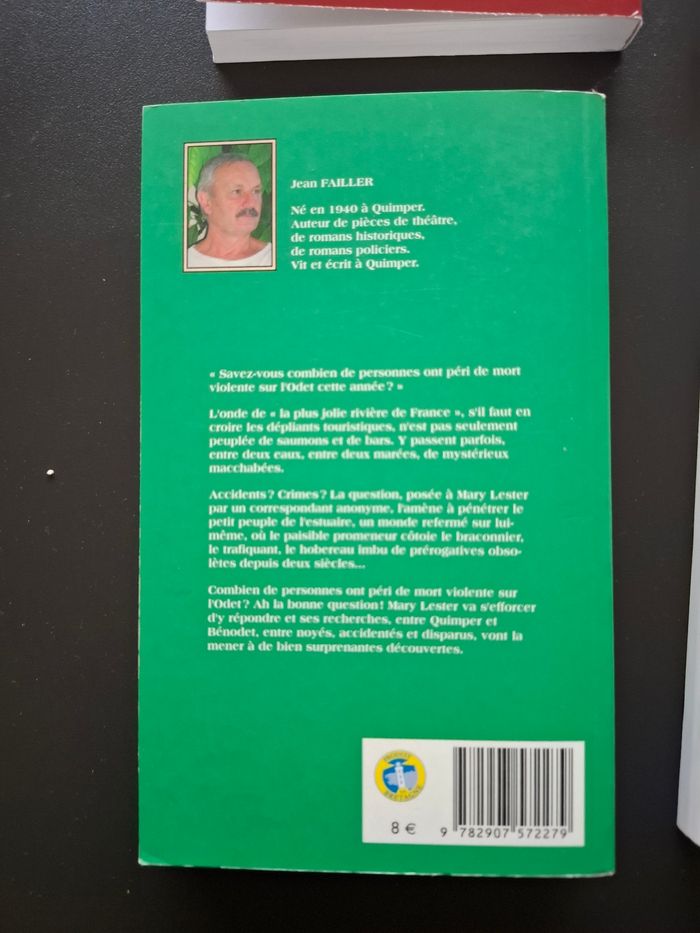 Jean FAILLER
Né en 1940 à Quimper.
Auteur de pièces de théâtre,
de romans historiques,
de romans policiers.
Vit et écrit à Quimper.
« Savez-vous combien de personnes ont péri de mort
violente sur l'Odet cette année ? »
L'onde de « la plus jolie rivière de France », s'il faut en
croire les dépliants touristiques, n'est pas seulement
peuplée de saumons et de bars. Y passent parfois,
entre deux eaux, entre deux marées, de mystérieux
macchabées.
Accidents ? Crimes ? La question, posée à Mary Lester
par un correspondant anonyme, l'amène à pénétrer le
petit peuple de l'estuaire, un monde refermé sur lui-
même, où le paisible promeneur côtoie le braconnier,
le trafiquant, le hobereau imbu de prérogatives obso-
lètes depuis deux siècles...
Combien de personnes ont péri de mort violente sur
l'Odet ? Ah la bonne question ! Mary Lester va s'efforcer
d'y répondre et ses recherches, entre Quimper et
Bénodet, entre noyés, accidentés et disparus, vont la
mener à de bien surprenantes découvertes.
PRODUIT
BRETAGNE
8 €
9 782907 572279